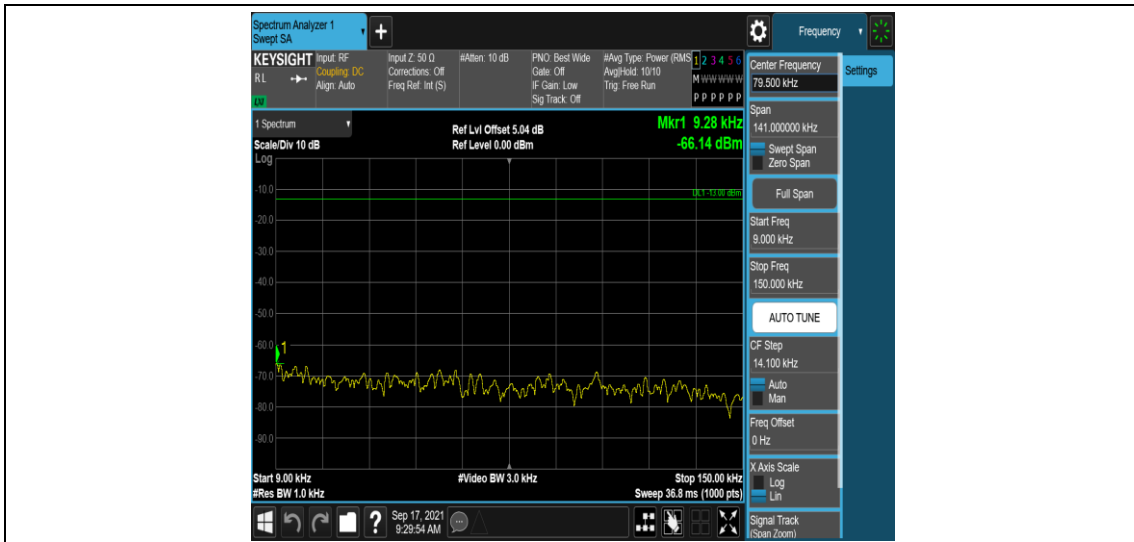 Spectrum Analyzer 1
Swept SA
+
Frequency
KEYSIGHT
RL
LXI
Input: RF
Coupling: DC
Align: Auto
Input Z: 50 Ω
Corrections: Off
Freq Ref: Int (S)
#Atten: 10 dB
PNO: Best Wide
Gate: Off
IF Gain: Low
Sig Track: Off
#Avg Type: Power (RMS
Avg|Hold: 10/10
Trig: Free Run
1 2 3 4 5 6
M W W W W W
P P P P P P
1 Spectrum
Scale/Div 10 dB
Log
Ref Lvl Offset 5.04 dB
Ref Level 0.00 dBm
Mkr1 9.28 kHz
-66.14 dBm
DL1 -13.00 dBm
-10.0
-20.0
-30.0
-40.0
-50.0
-60.0
1
-70.0
-80.0
-90.0
Start 9.00 kHz
#Res BW 1.0 kHz
#Video BW 3.0 kHz
Stop 150.00 kHz
Sweep 36.8 ms (1000 pts)
Center Frequency
79.500 kHz
Settings
Span
141.000000 kHz
Swept Span
Zero Span
Full Span
Start Freq
9.000 kHz
Stop Freq
150.000 kHz
AUTO TUNE
CF Step
14.100 kHz
Auto
Man
Freq Offset
0 Hz
X Axis Scale
Log
Lin
Signal Track
(Span Zoom)
?
Sep 17, 2021
9:29:54 AM